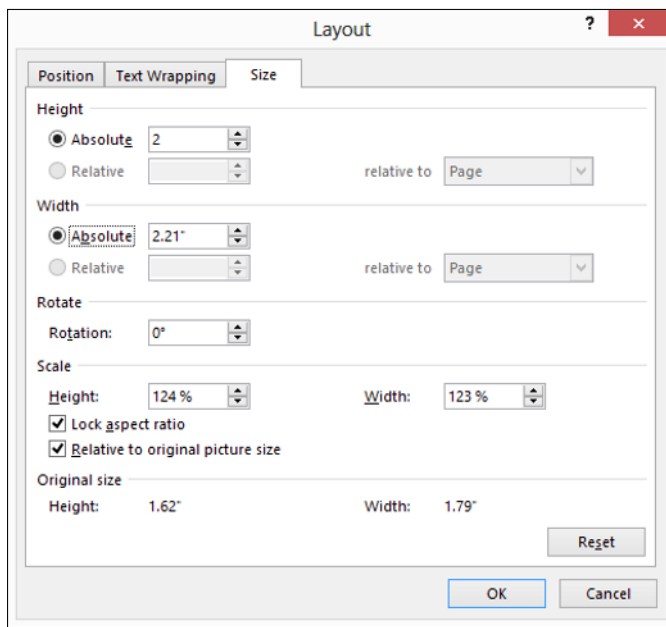 Layout ? ×
Position Text Wrapping Size
Height
Absolute 2
Relative relative to Page
Width
Absolute 2.21"
Relative relative to Page
Rotate
Rotation: 0°
Scale
Height: 124 % Width: 123 %
Lock aspect ratio
Relative to original picture size
Original size
Height: 1.62" Width: 1.79"
Reset
OK Cancel